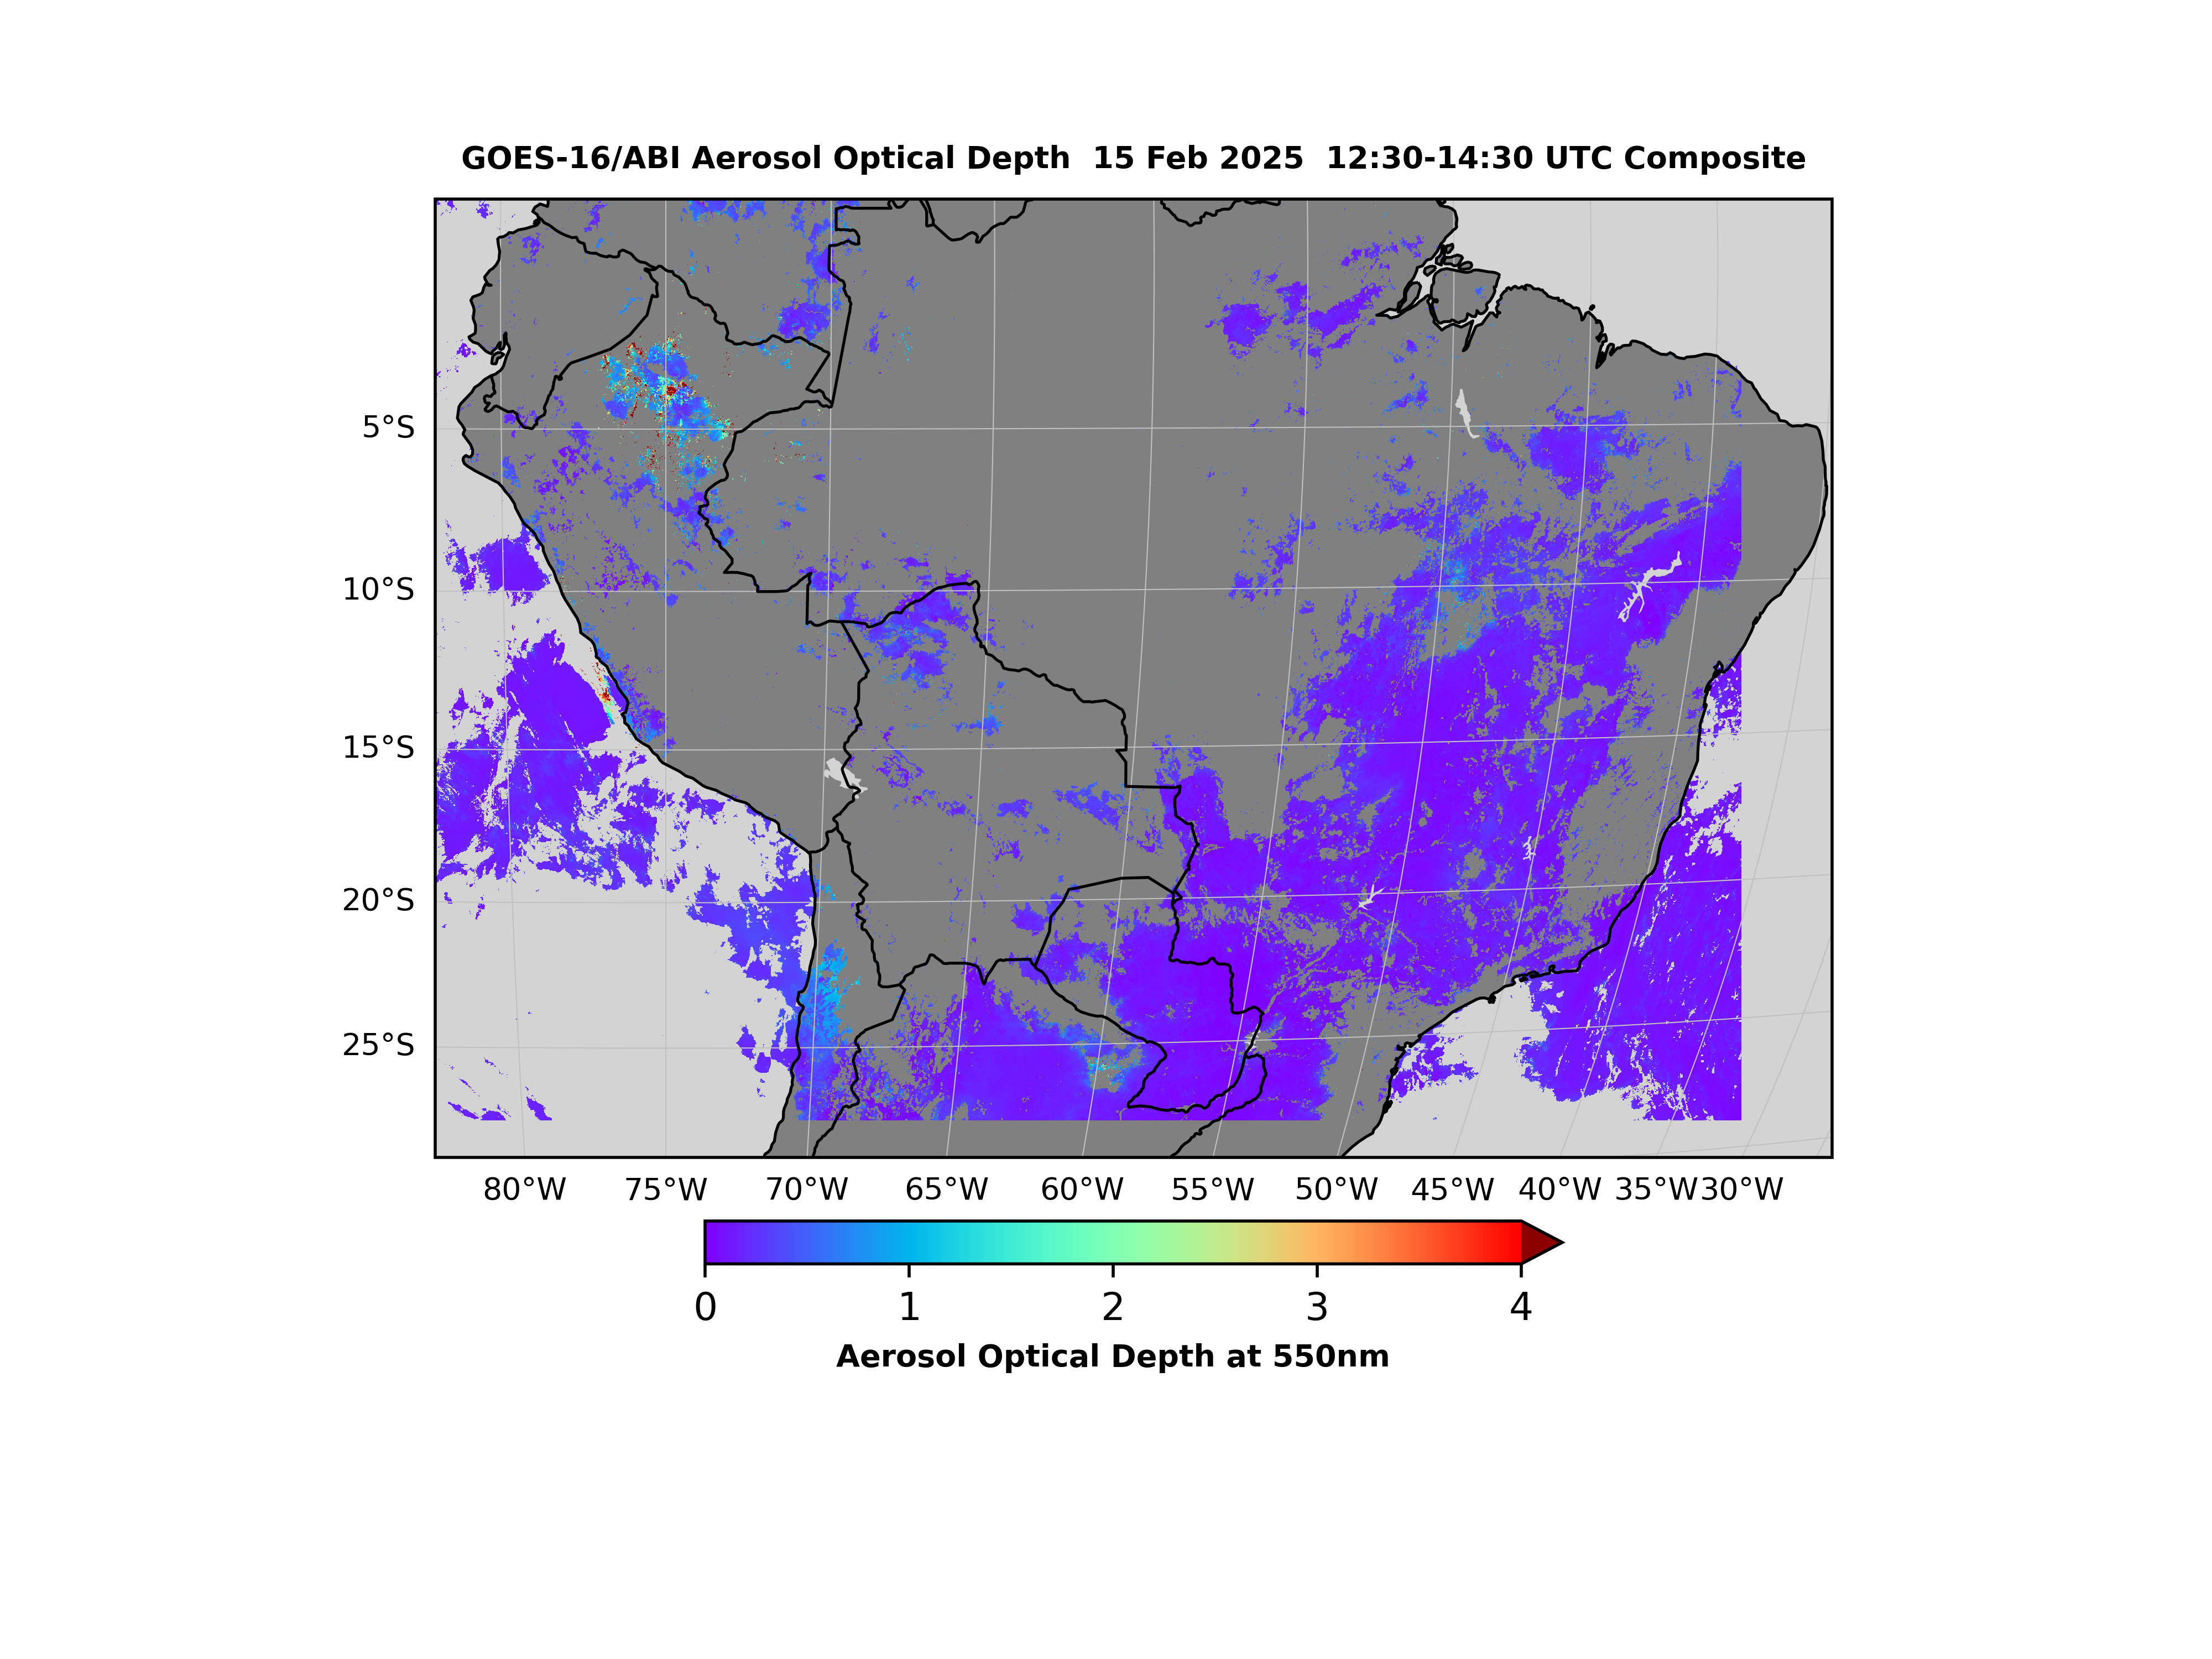 GOES-16/ABI Aerosol Optical Depth  15 Feb 2025  12:30-14:30 UTC Composite
5°S
10°S
15°S
20°S
25°S
80°W 75°W 70°W 65°W 60°W 55°W 50°W 45°W 40°W 35°W 30°W
0 1 2 3 4
Aerosol Optical Depth at 550nm